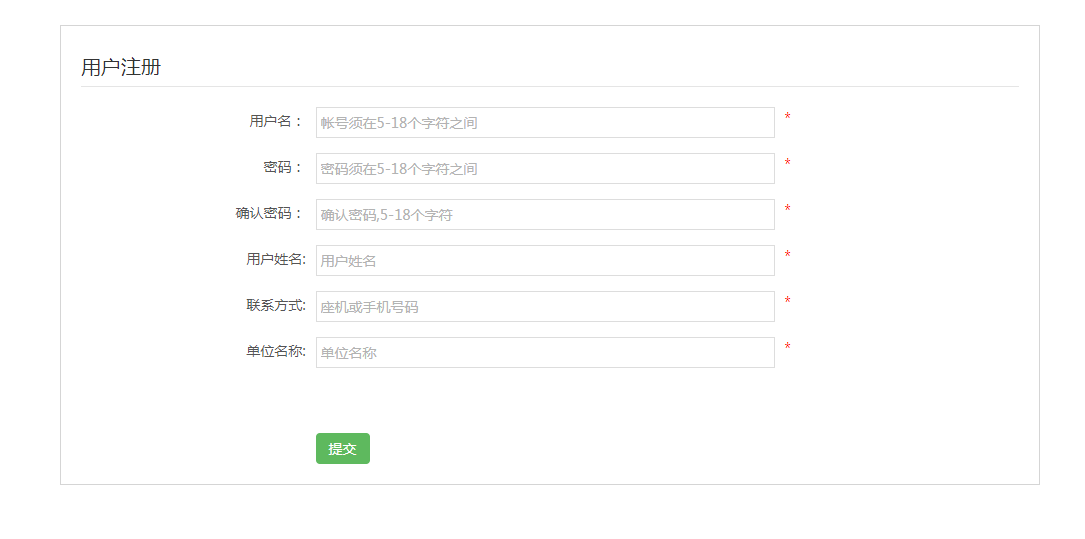 用户注册
用户名： 帐号须在5-18个字符之间 *
密码： 密码须在5-18个字符之间 *
确认密码： 确认密码,5-18个字符 *
用户姓名: 用户姓名 *
联系方式: 座机或手机号码 *
单位名称: 单位名称 *
提交